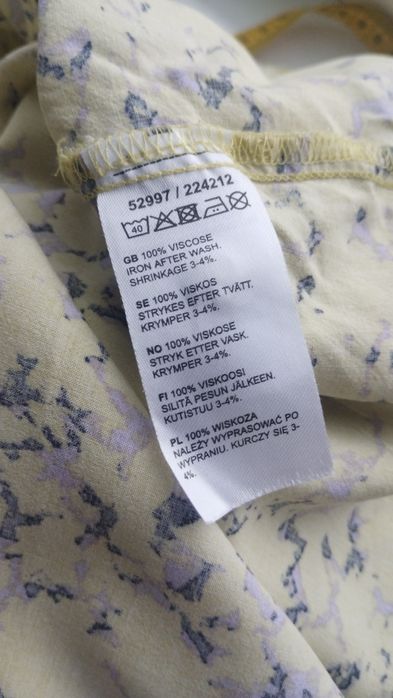 52997 / 224212
40
GB 100% VISCOSE
IRON AFTER WASH.
SHRINKAGE 3-4%.
SE 100% VISKOS
STRYKES EFTER TVÄTT.
KRYMPER 3-4%.
NO 100% VISKOSE
STRYK ETTER VASK.
KRYMPER 3-4%.
FI 100% VISKOOSI
SILITÄ PESUN JÄLKEEN.
KUTISTUU 3-4%.
PL 100% WISKOZA
NALEŻY WYPRASOWAĆ PO
WYPRANIU. KURCZY SIĘ 3-
4%.